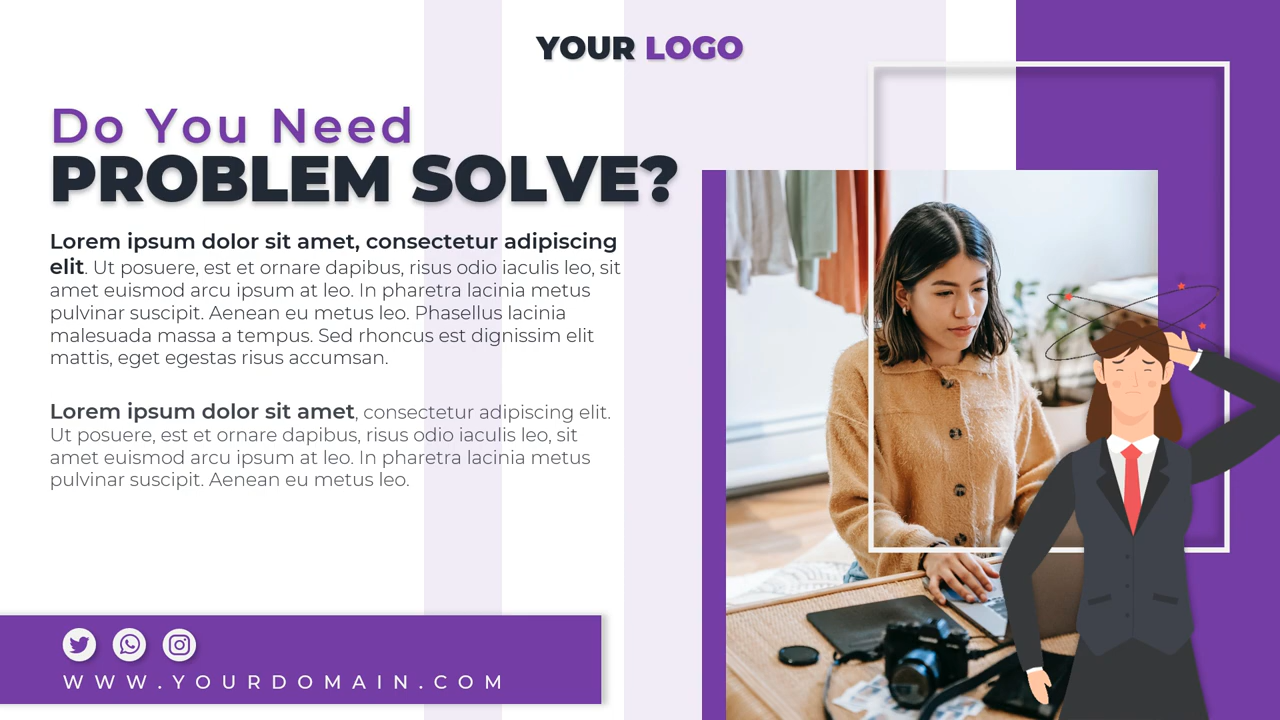 YOUR LOGO
Do You Need
PROBLEM SOLVE?
Lorem ipsum dolor sit amet, consectetur adipiscing
elit. Ut posuere, est et ornare dapibus, risus odio iaculis leo, sit
amet euismod arcu ipsum at leo. In pharetra lacinia metus
pulvinar suscipit. Aenean eu metus leo. Phasellus lacinia
malesuada massa a tempus. Sed rhoncus est dignissim elit
mattis, eget egestas risus accumsan.
Lorem ipsum dolor sit amet, consectetur adipiscing elit.
Ut posuere, est et ornare dapibus, risus odio iaculis leo, sit
amet euismod arcu ipsum at leo. In pharetra lacinia metus
pulvinar suscipit. Aenean eu metus leo.
WWW.YOURDOMAIN.COM